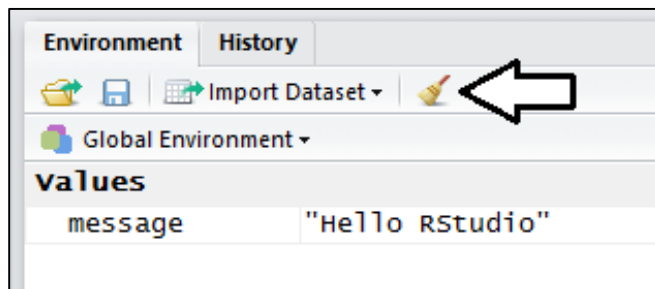 Environment History
Import Dataset
Global Environment
Values
message "Hello RStudio"